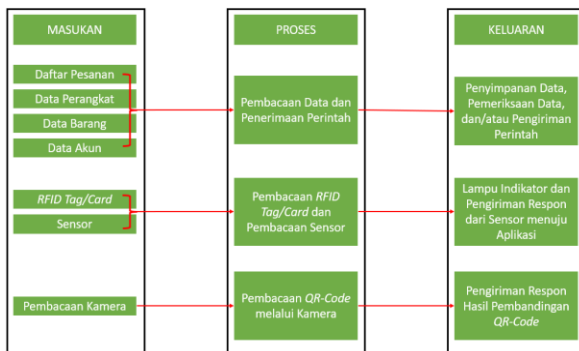 MASUKAN
Daftar Pesanan
Data Perangkat
Data Barang
Data Akun
RFID Tag/Card
Sensor
Pembacaan Kamera
PROSES
Pembacaan Data dan
Penerimaan Perintah
Pembacaan RFID
Tag/Card dan
Pembacaan Sensor
Pembacaan QR-Code
melalui Kamera
KELUARAN
Penyimpanan Data,
Pemeriksaan Data,
dan/atau Pengiriman
Perintah
Lampu Indikator dan
Pengiriman Respon
dari Sensor menuju
Aplikasi
Pengiriman Respon
Hasil Pembandingan
QR-Code